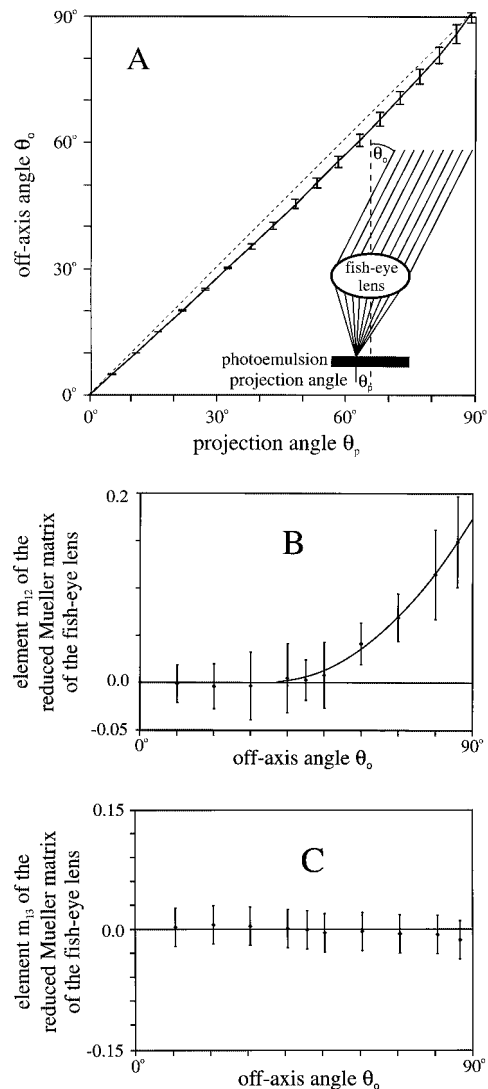 90°
A
60°
30°
0°
off-axis angle θₒ
θₒ
fish-eye
lens
photoemulsion
projection angle
θₚ
0°
30°
60°
90°
projection angle θₚ
0.2
B
0.0
-0.05
element m₁₂ of the
reduced Mueller matrix
of the fish-eye lens
0°
90°
off-axis angle θₒ
0.15
C
0.0
-0.15
element m₁₃ of the
reduced Mueller matrix
of the fish-eye lens
0°
90°
off-axis angle θₒ